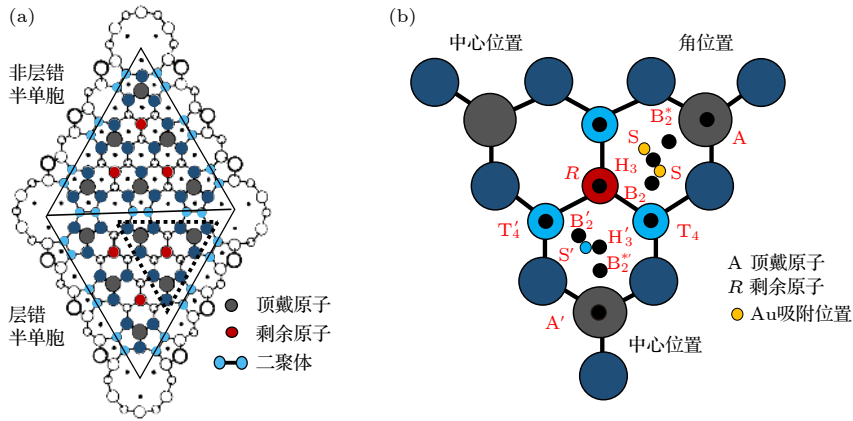 (a)
非层错
半单胞
层错
半单胞
顶戴原子
剩余原子
二聚体
(b)
中心位置
角位置
B₂*
A
S
H₃
S
R
B₂
T₄′
B₂′
H₃′
T₄
S′
B₂*′
A′
中心位置
A 顶戴原子
R 剩余原子
Au吸附位置